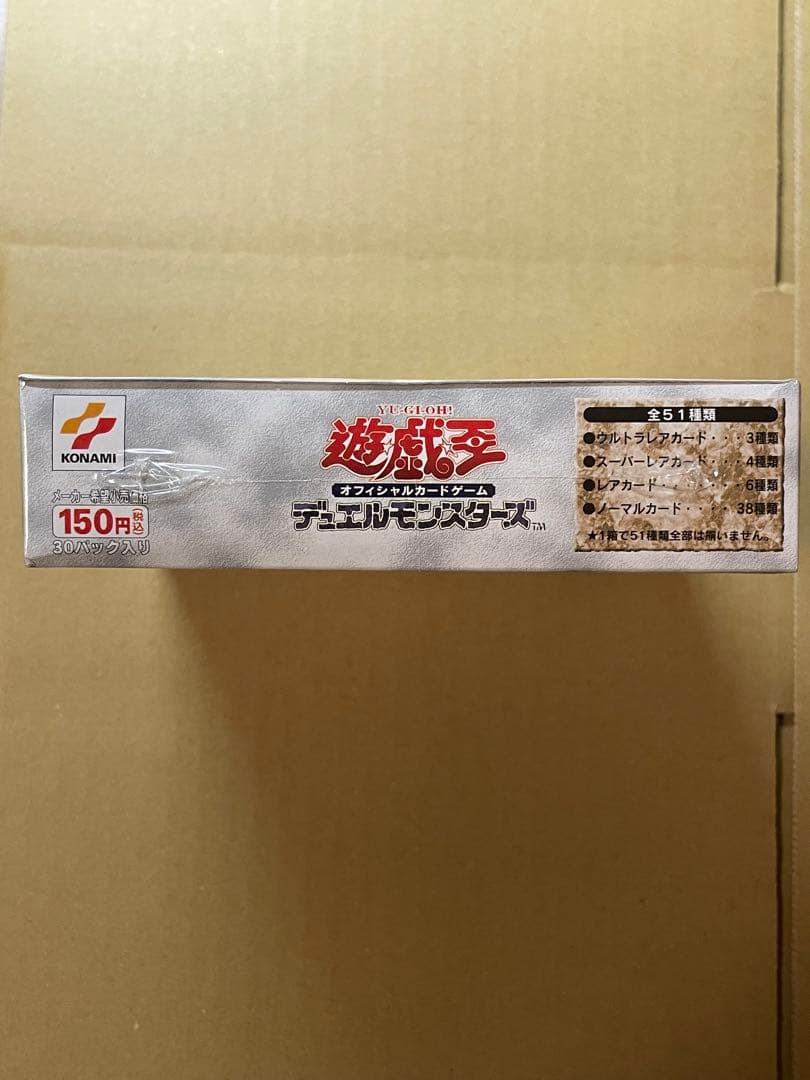 KONAMI
メーカー希望小売価格
150円(税込)
30パック入り
YU-GI-OH!
遊戯王
オフィシャルカードゲーム
デュエルモンスターズ™
全51種類
●ウルトラレアカード・・・3種類
●スーパーレアカード・・・4種類
●レアカード・・・・・・・6種類
●ノーマルカード・・・・38種類
★1箱で51種類全部は揃いません。